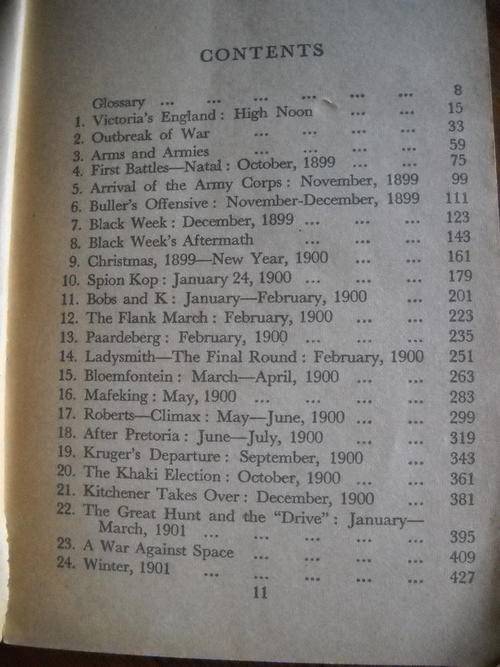 CONTENTS
Glossary ... ... ... ... ... ... 8
1. Victoria's England : High Noon ... ... 15
2. Outbreak of War ... ... ... ... 33
3. Arms and Armies ... ... ... ... 59
4. First Battles—Natal : October, 1899 ... ... 75
5. Arrival of the Army Corps : November, 1899 99
6. Buller's Offensive : November-December, 1899 111
7. Black Week : December, 1899 ... ... ... 123
8. Black Week's Aftermath ... ... ... 143
9. Christmas, 1899—New Year, 1900 ... ... 161
10. Spion Kop : January 24, 1900 ... ... ... 179
11. Bobs and K : January—February, 1900 ... 201
12. The Flank March : February, 1900 ... ... 223
13. Paardeberg : February, 1900 ... ... ... 235
14. Ladysmith—The Final Round : February, 1900 251
15. Bloemfontein : March—April, 1900 ... ... 263
16. Mafeking : May, 1900 ... ... ... ... 283
17. Roberts—Climax : May—June, 1900 ... ... 299
18. After Pretoria : June—July, 1900 ... ... 319
19. Kruger's Departure : September, 1900 ... 343
20. The Khaki Election : October, 1900 ... ... 361
21. Kitchener Takes Over : December, 1900 ... 381
22. The Great Hunt and the "Drive" : January—
March, 1901 ... ... ... ... ... 395
23. A War Against Space ... ... ... ... 409
24. Winter, 1901 ... ... ... ... ... 427
11